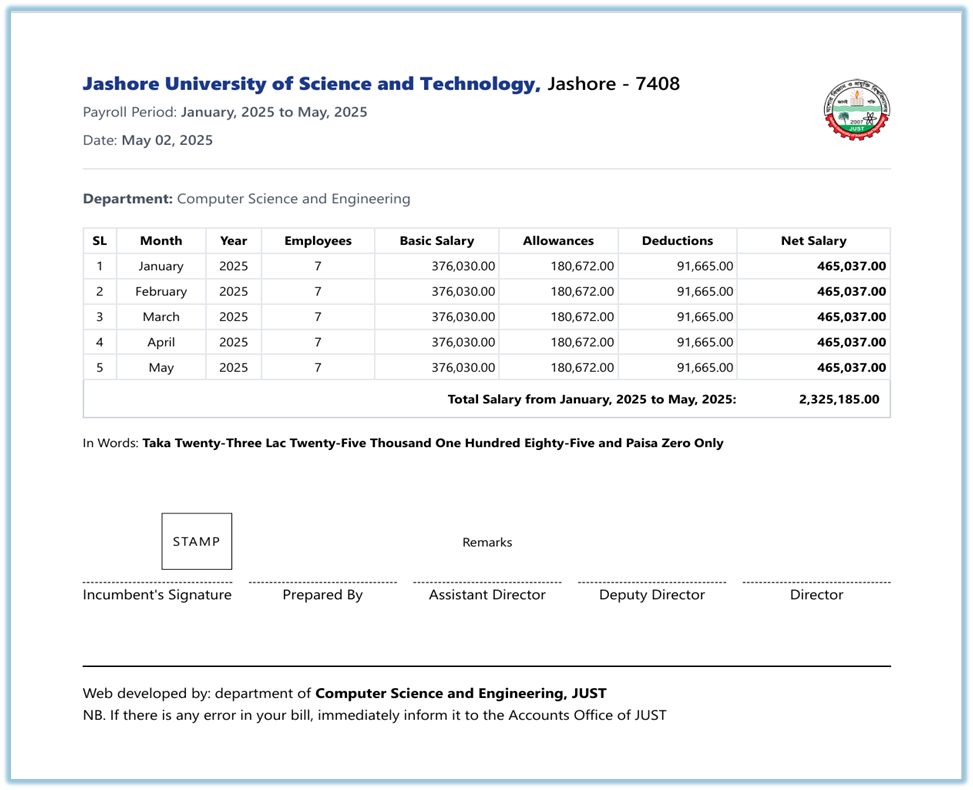 Jashore University of Science and Technology, Jashore - 7408
Payroll Period: January, 2025 to May, 2025
Date: May 02, 2025
2007
JUST
Department: Computer Science and Engineering
SL Month Year Employees Basic Salary Allowances Deductions Net Salary
1 January 2025 7 376,030.00 180,672.00 91,665.00 465,037.00
2 February 2025 7 376,030.00 180,672.00 91,665.00 465,037.00
3 March 2025 7 376,030.00 180,672.00 91,665.00 465,037.00
4 April 2025 7 376,030.00 180,672.00 91,665.00 465,037.00
5 May 2025 7 376,030.00 180,672.00 91,665.00 465,037.00
Total Salary from January, 2025 to May, 2025: 2,325,185.00
In Words: Taka Twenty-Three Lac Twenty-Five Thousand One Hundred Eighty-Five and Paisa Zero Only
STAMP
Remarks
Incumbent's Signature Prepared By Assistant Director Deputy Director Director
Web developed by: department of Computer Science and Engineering, JUST
NB. If there is any error in your bill, immediately inform it to the Accounts Office of JUST